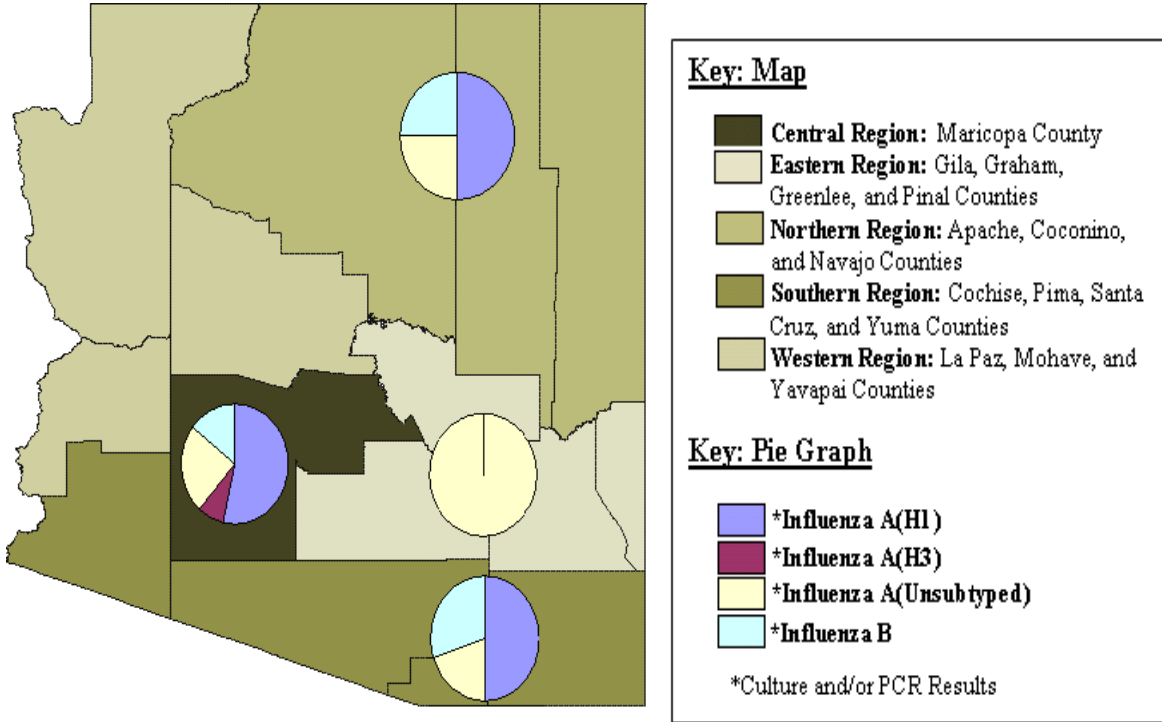 Key: Map
Central Region: Maricopa County
Eastern Region: Gila, Graham,
Greenlee, and Pinal Counties
Northern Region: Apache, Coconino,
and Navajo Counties
Southern Region: Cochise, Pima, Santa
Cruz, and Yuma Counties
Western Region: La Paz, Mohave, and
Yavapai Counties
Key: Pie Graph
*Influenza A(H1)
*Influenza A(H3)
*Influenza A(Unsubtyped)
*Influenza B
*Culture and/or PCR Results